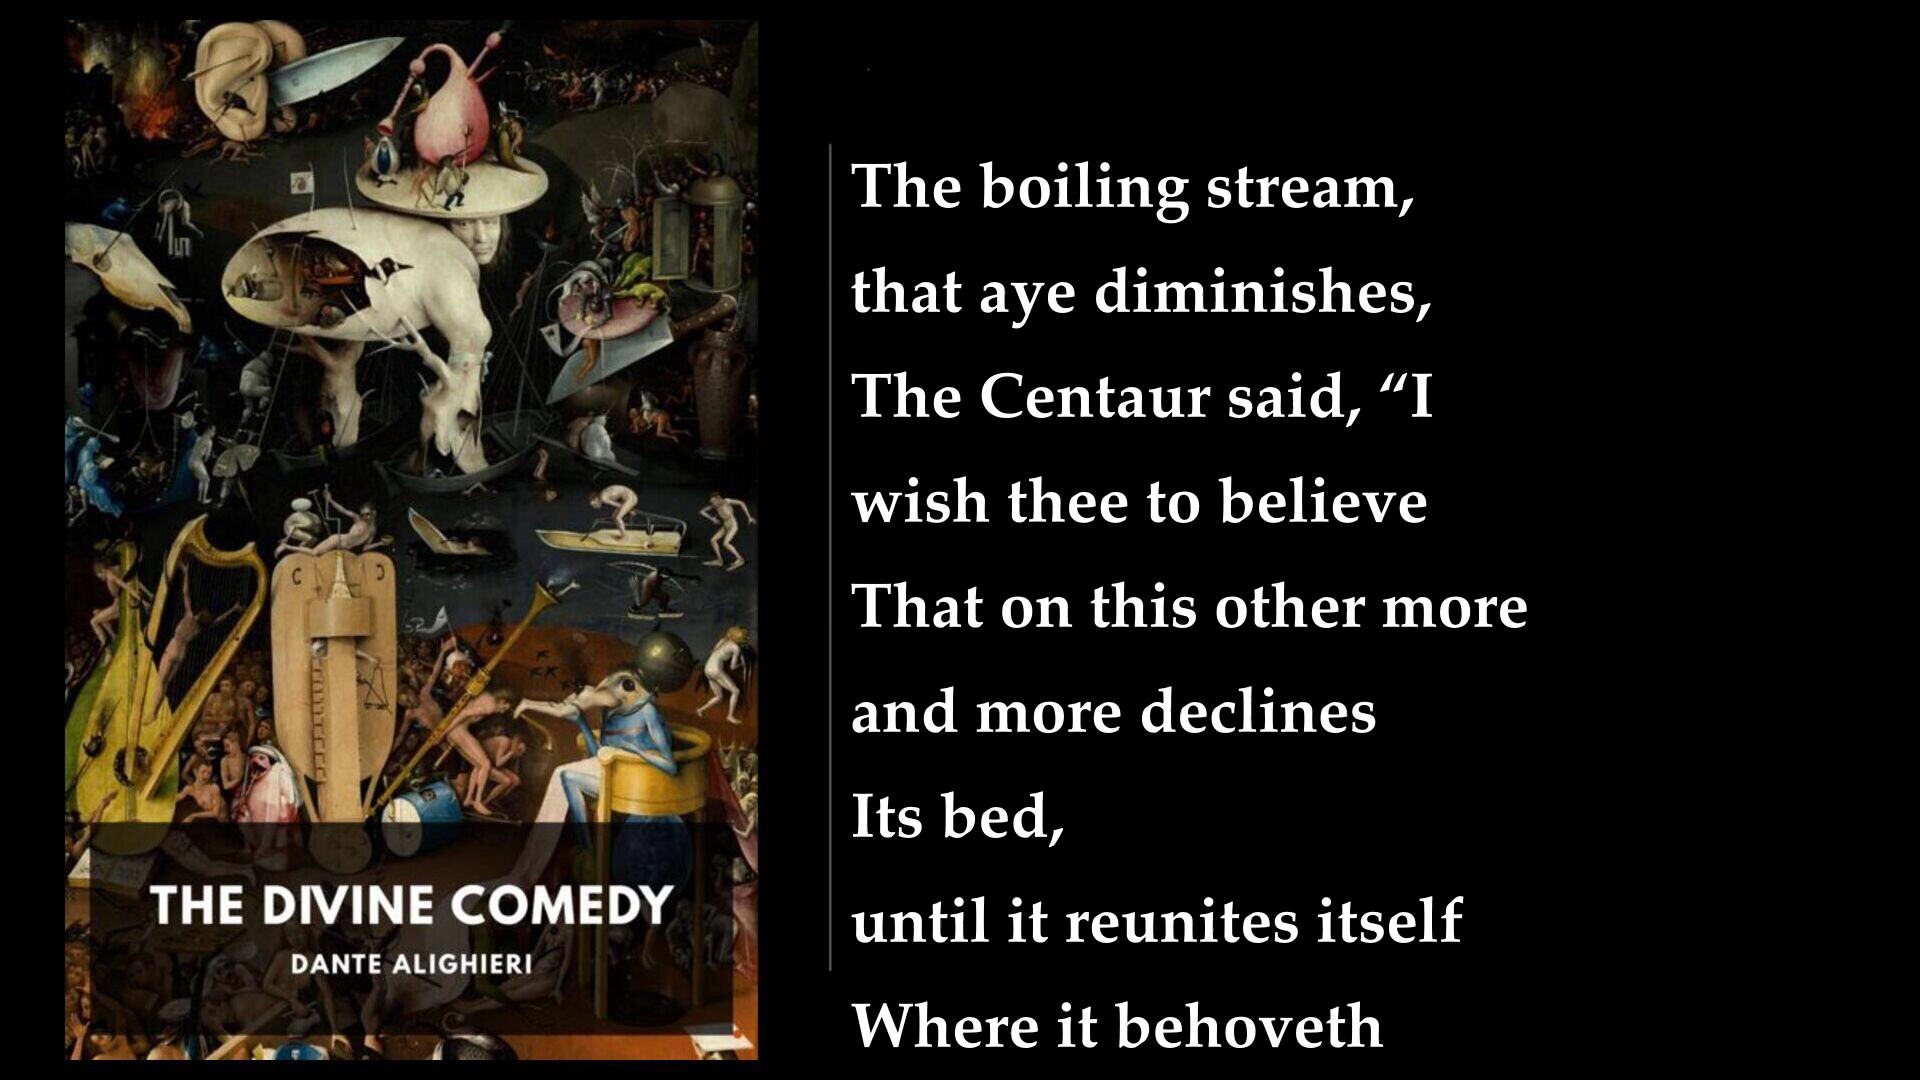 THE DIVINE COMEDY
DANTE ALIGHIERI
The boiling stream,
that aye diminishes,
The Centaur said, “I
wish thee to believe
That on this other more
and more declines
Its bed,
until it reunites itself
Where it behoveth